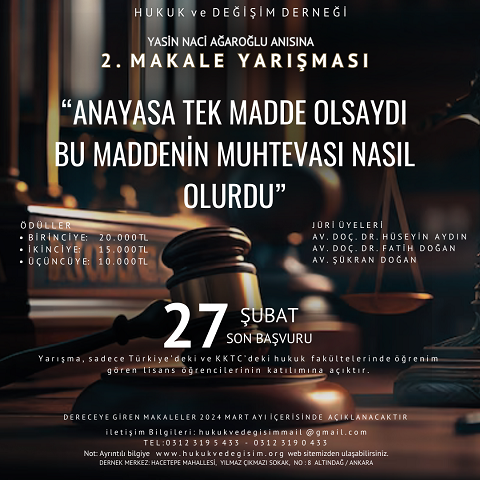 HUKUK ve DEĞİŞİM DERNEĞİ
YASİN NACİ AĞAROĞLU ANISINA
2. MAKALE YARIŞMASI
“ANAYASA TEK MADDE OLSAYDI
BU MADDENİN MUHTEVASI NASIL
OLURDU”
ÖDÜLLER
• BİRİNCİYE: 20.000TL
• İKİNCİYE: 15.000TL
• ÜÇÜNCÜYE: 10.000TL
JÜRİ ÜYELERİ
AV. DOÇ. DR. HÜSEYİN AYDIN
AV. DOÇ. DR. FATİH DOĞAN
AV. ŞÜKRAN DOĞAN
27 ŞUBAT
SON BAŞVURU
Yarışma, sadece Türkiye'deki ve KKTC'deki hukuk fakültelerinde öğrenim
gören lisans öğrencilerinin katılımına açıktır.
DERECEYE GİREN MAKALELER 2024 MART AYI İÇERİSİNDE AÇIKLANACAKTIR
iletişim Bilgileri: hukukvedegisimmail@gmail.com
TEL:0312 319 5 433 - 0312 319 0 433
Not: Ayrıntılı bilgiye www.hukukvedegisim.org web sitemizden ulaşabilirsiniz.
DERNEK MERKEZ: HACETEPE MAHALLESİ, YILMAZ ÇIKMAZI SOKAK, NO : 8 ALTINDAĞ / ANKARA